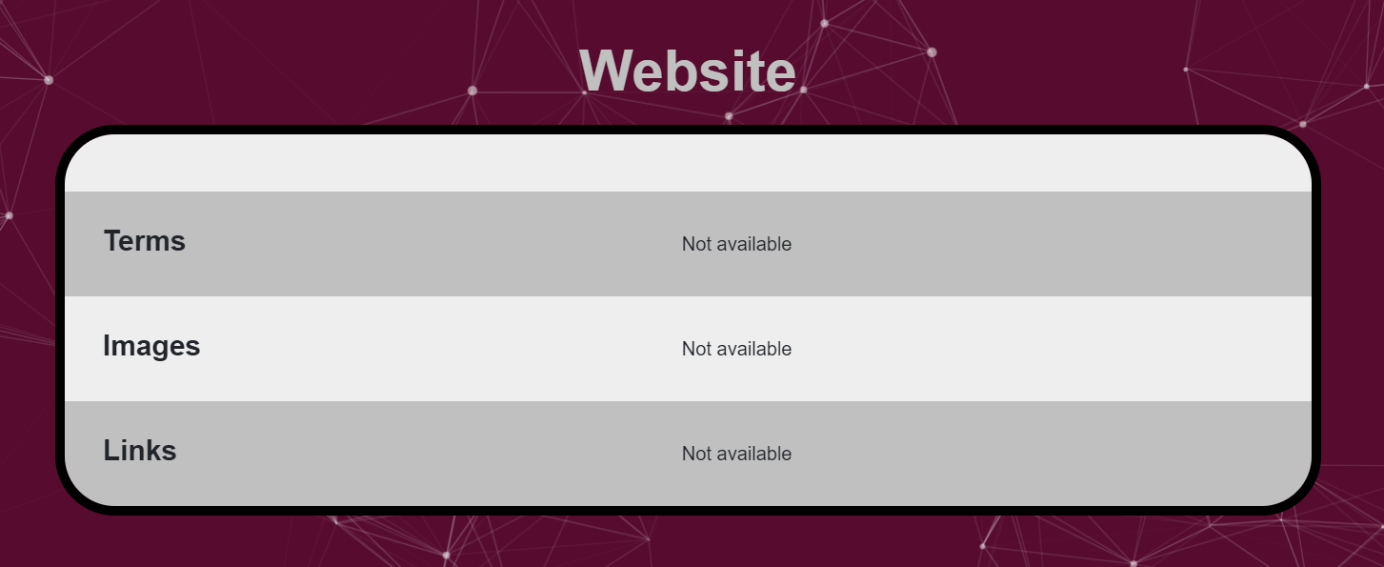 Website
Terms Not available
Images Not available
Links Not available